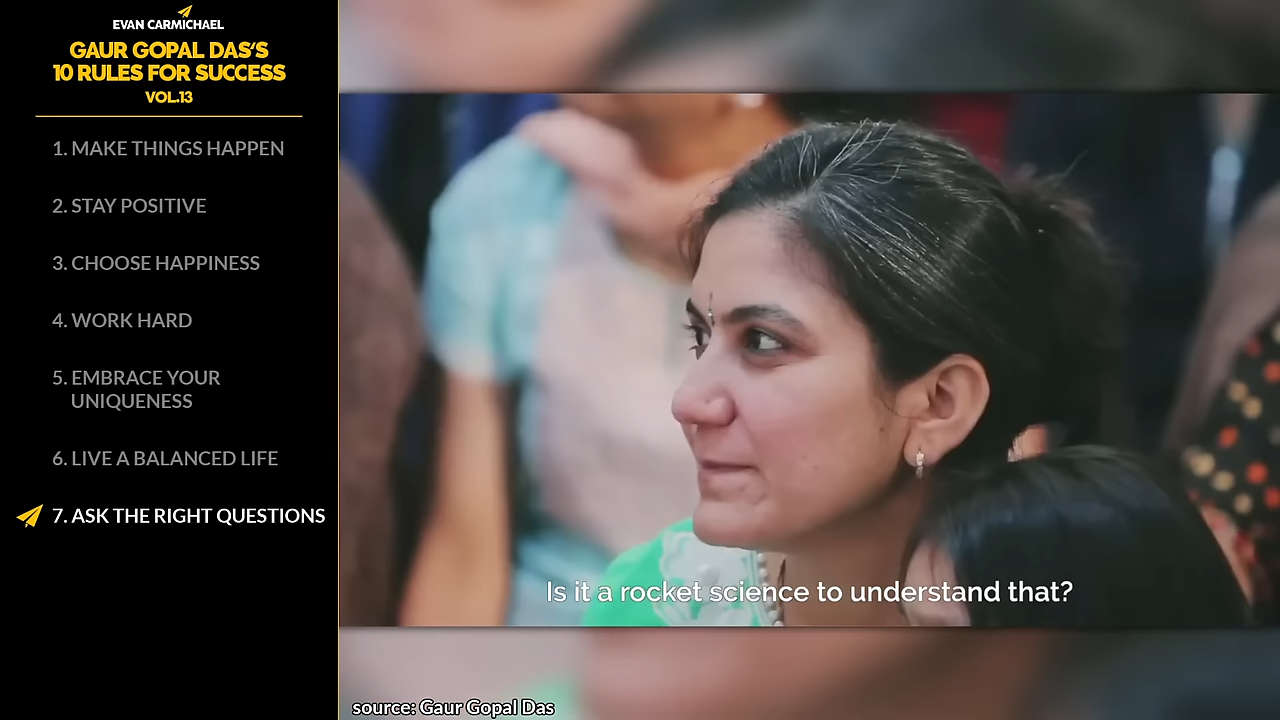 EVAN CARMICHAEL
GAUR GOPAL DAS'S
10 RULES FOR SUCCESS
VOL.13
1. MAKE THINGS HAPPEN
2. STAY POSITIVE
3. CHOOSE HAPPINESS
4. WORK HARD
5. EMBRACE YOUR
UNIQUENESS
6. LIVE A BALANCED LIFE
7. ASK THE RIGHT QUESTIONS
Is it a rocket science to understand that?
source: Gaur Gopal Das